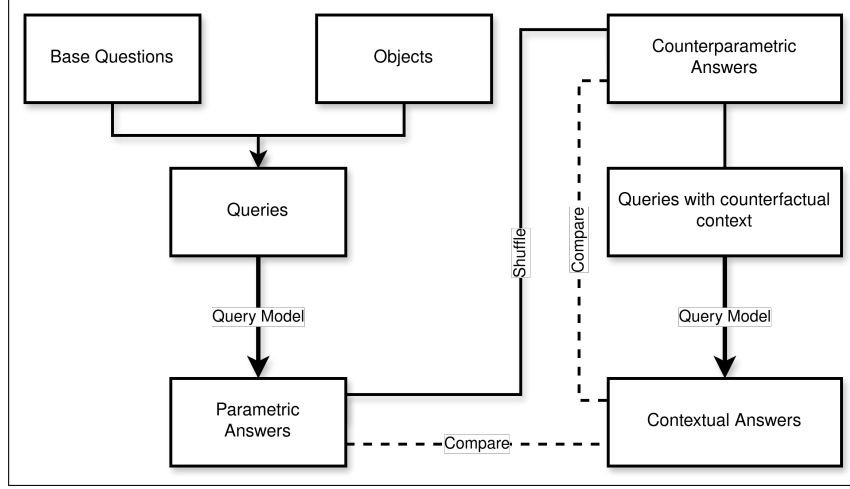 Base Questions
Objects
Counterparametric
Answers
Queries
Queries with counterfactual
context
Shuffle
Compare
Query Model
Query Model
Parametric
Answers
Contextual Answers
Compare